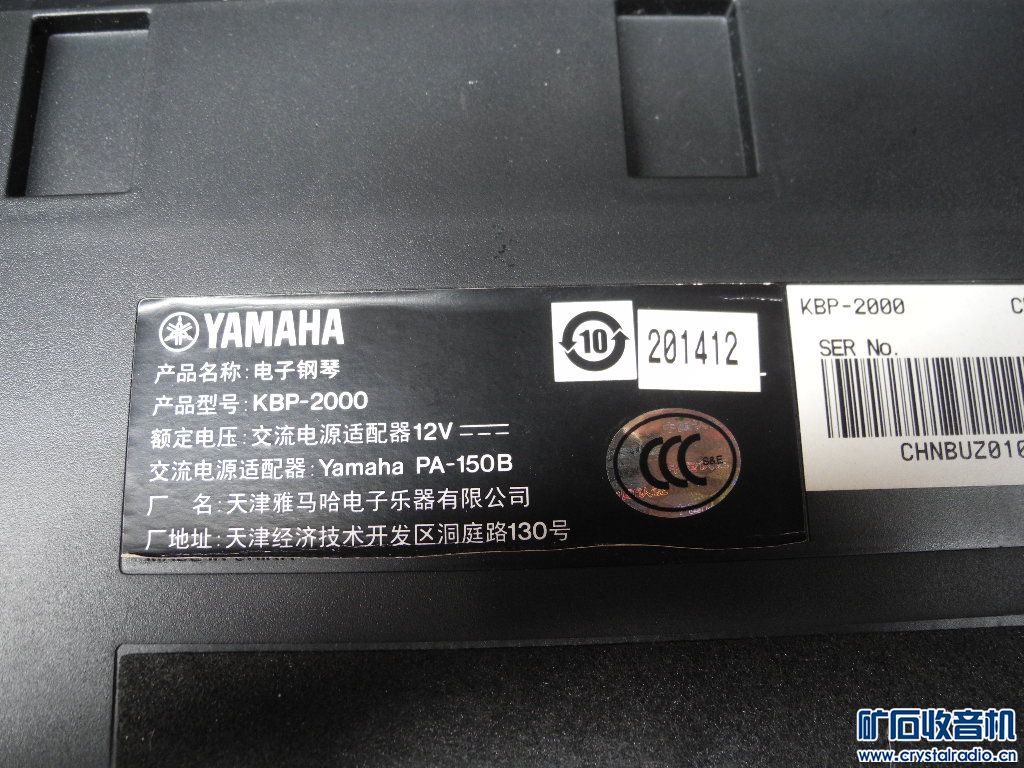 YAMAHA
产品名称:电子钢琴
产品型号:KBP-2000
额定电压:交流电源适配器12V
交流电源适配器:Yamaha PA-150B
厂 名:天津雅马哈电子乐器有限公司
厂地址:天津经济技术开发区洞庭路130号
10
201412
CCC
S&E
KBP-2000
SER No.
CHNBUZ010
矿石收音机
www.crystalradio.cn